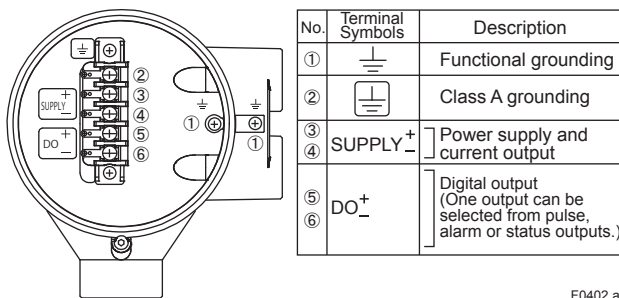 SUPPLY + −
DO + −
②
③
④
⑤
⑥
①
①
No. Terminal Symbols Description
① Functional grounding
② Class A grounding
③ ④ SUPPLY + − Power supply and
current output
⑤ ⑥ DO + − Digital output
(One output can be
selected from pulse,
alarm or status outputs.)
F0402.a